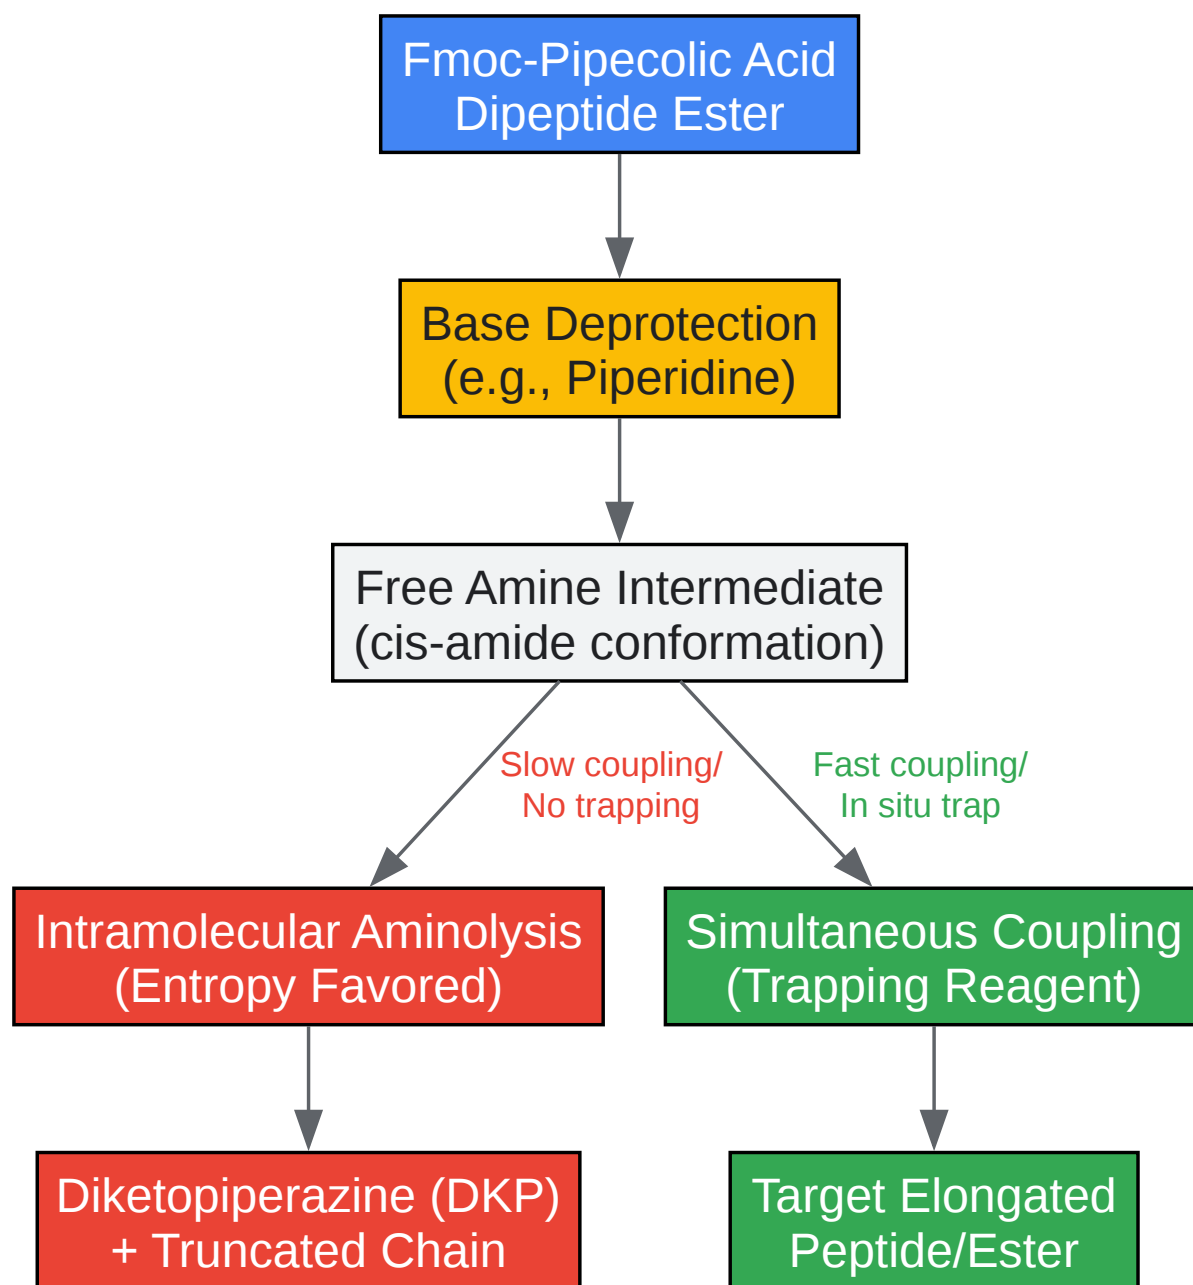 Fmoc-Pipecolic Acid
Dipeptide Ester
Base Deprotection
(e.g., Piperidine)
Free Amine Intermediate
(cis-amide conformation)
Slow coupling/
No trapping
Fast coupling/
In situ trap
Intramolecular Aminolysis
(Entropy Favored)
Simultaneous Coupling
(Trapping Reagent)
Diketopiperazine (DKP)
+ Truncated Chain
Target Elongated
Peptide/Ester